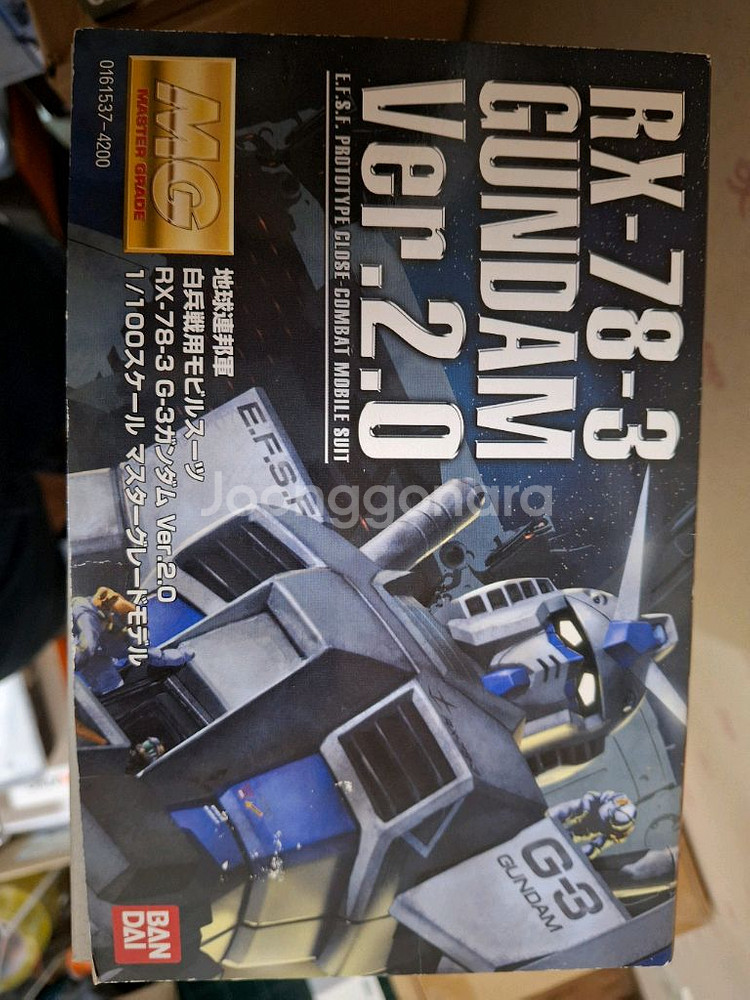 RX-78-3
GUNDAM
Ver.2.0
E.F.S.F. PROTOTYPE CLOSE-COMBAT MOBILE SUIT
MG
MASTER GRADE
0161537-4200
地球連邦軍
白兵戦用モビルスーツ
RX-78-3 G-3ガンダム Ver.2.0
1/100スケール マスターグレードモデル
E.F.S.F
Joonggonara
G-3
GUNDAM
BAN
DAI